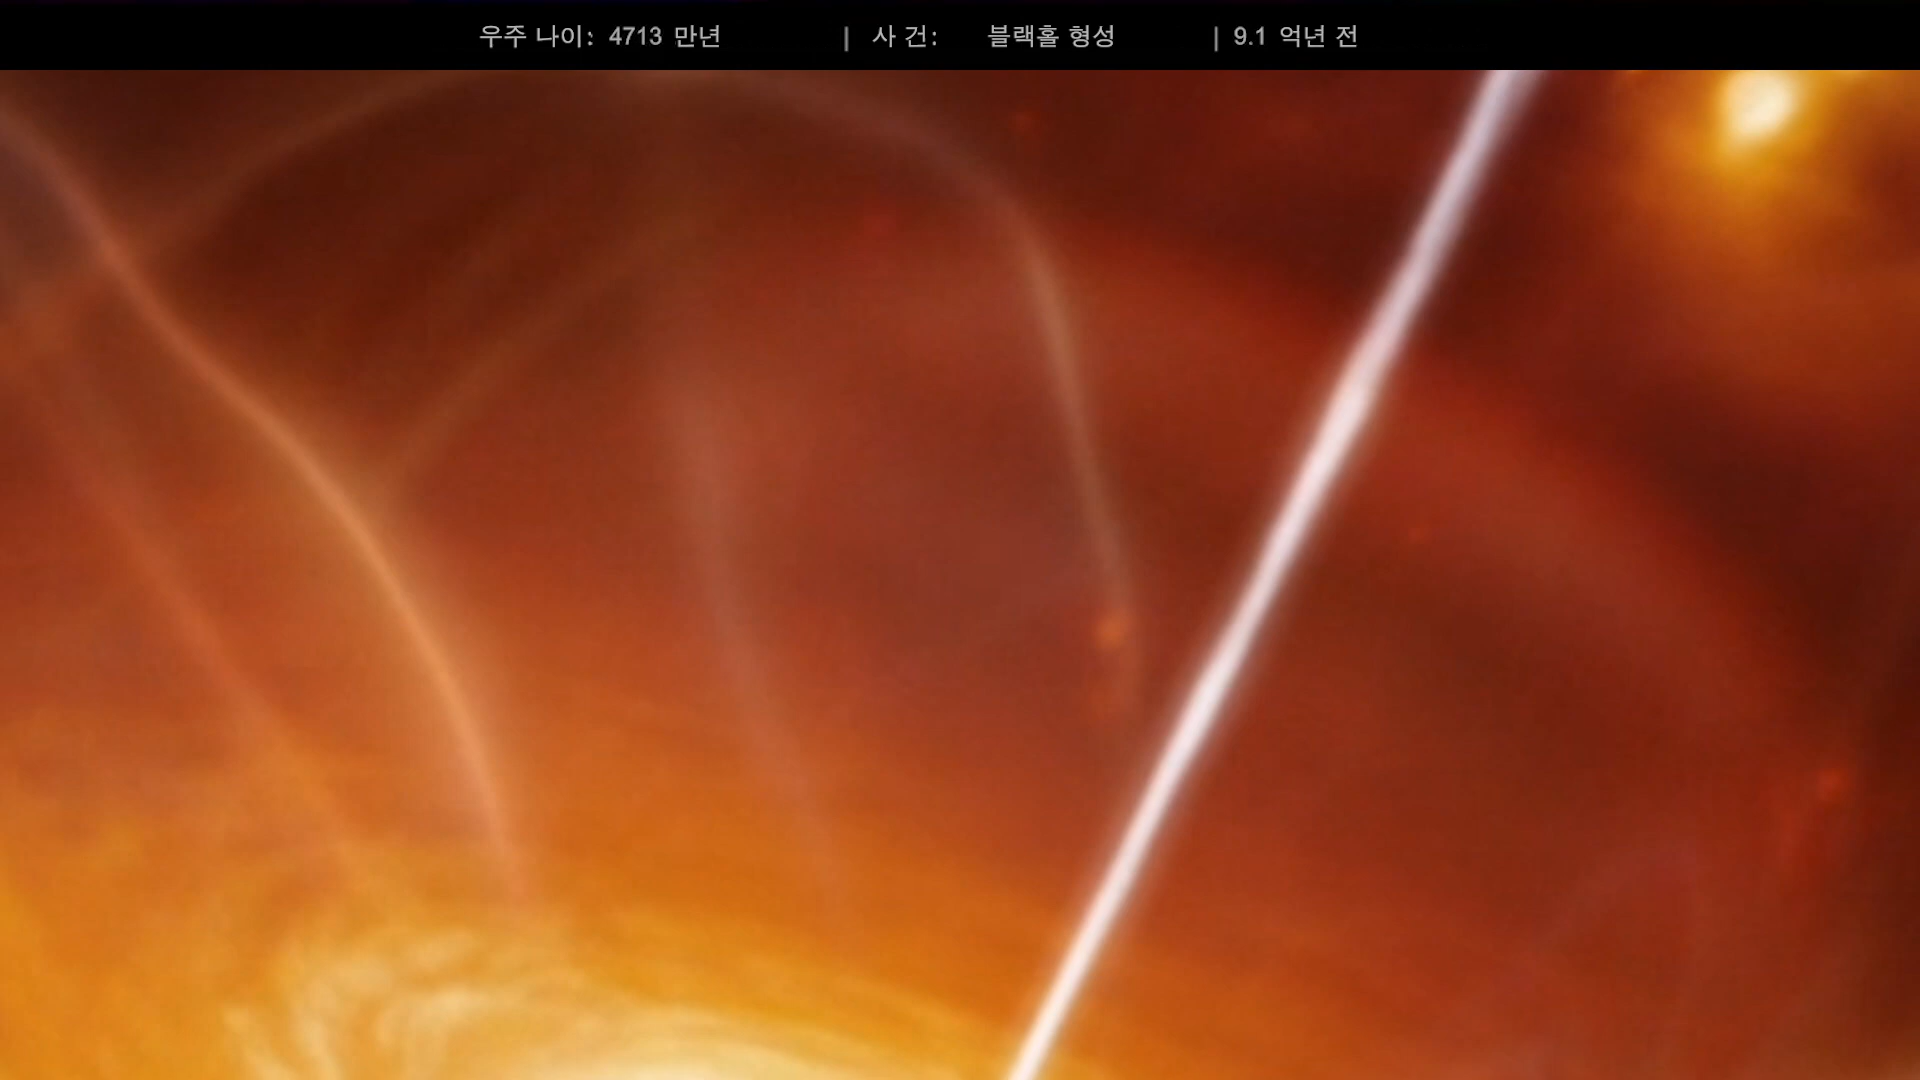 우주 나이: 4713 만년 | 사 건: 블랙홀 형성 | 9.1 억년 전